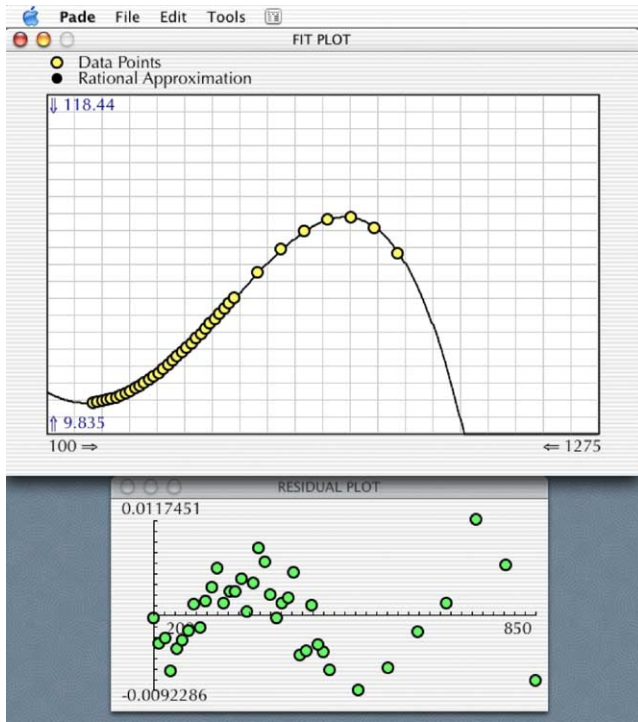 Pade File Edit Tools
FIT PLOT
Data Points
Rational Approximation
⇓ 118.44
⇑ 9.835
100 ⇒ ⇐ 1275
RESIDUAL PLOT
0.0117451
200 850
-0.0092286